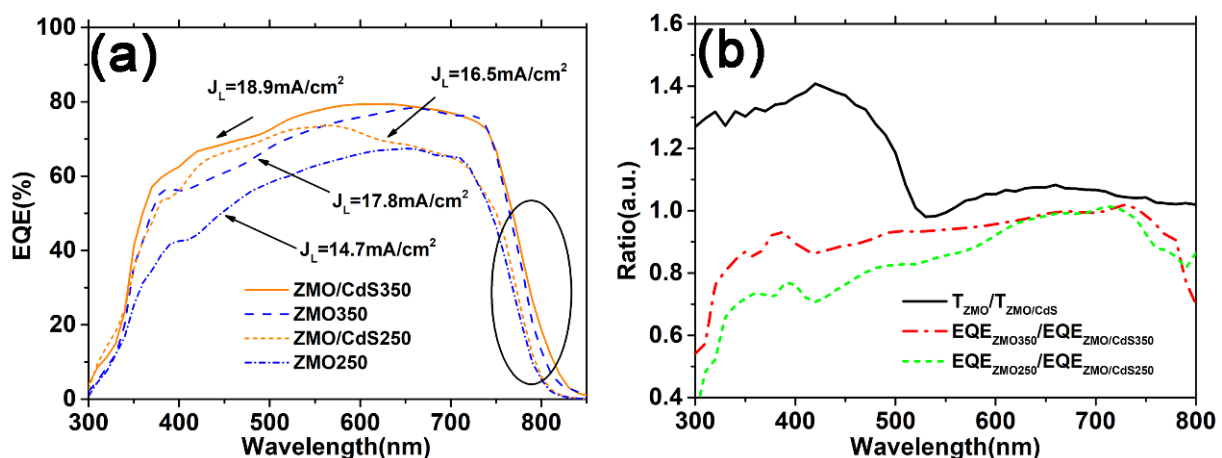 (a)
J_L=18.9mA/cm²
J_L=16.5mA/cm²
J_L=17.8mA/cm²
J_L=14.7mA/cm²
ZMO/CdS350
ZMO350
ZMO/CdS250
ZMO250
EQE(%)
100
80
60
40
20
0
300 400 500 600 700 800
Wavelength(nm)
(b)
Ratio(a.u.)
1.6
1.4
1.2
1.0
0.8
0.6
0.4
T_ZMO/T_ZMO/CdS
EQE_ZMO350/EQE_ZMO/CdS350
EQE_ZMO250/EQE_ZMO/CdS250
300 400 500 600 700 800
Wavelength(nm)